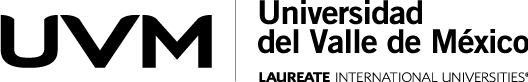 UVM
Universidad
del Valle de México
LAUREATE INTERNATIONAL UNIVERSITIES®